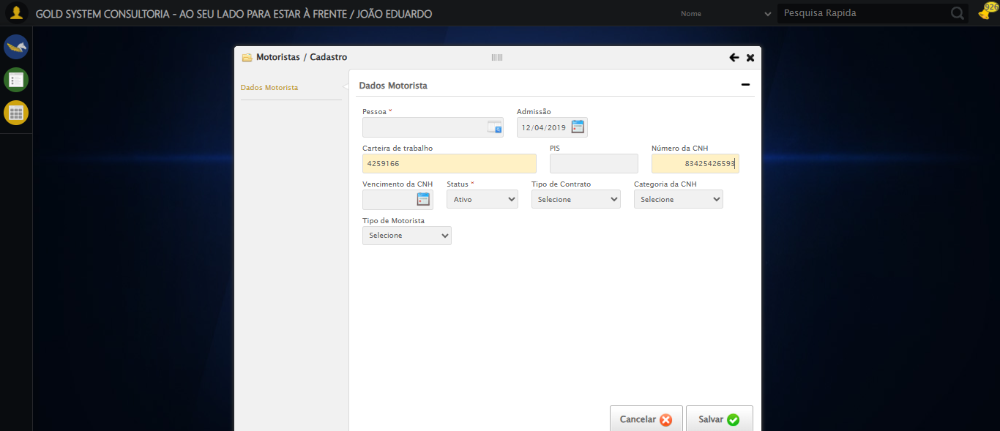 GOLD SYSTEM CONSULTORIA - AO SEU LADO PARA ESTAR À FRENTE / JOÃO EDUARDO
Nome
Pesquisa Rapida
926
Motoristas / Cadastro
Dados Motorista
Dados Motorista
Pessoa *
Admissão
12/04/2019
Carteira de trabalho
PIS
Número da CNH
4259166
83425426593
Vencimento da CNH
Status *
Tipo de Contrato
Categoria da CNH
Ativo
Selecione
Selecione
Tipo de Motorista
Selecione
Cancelar
Salvar